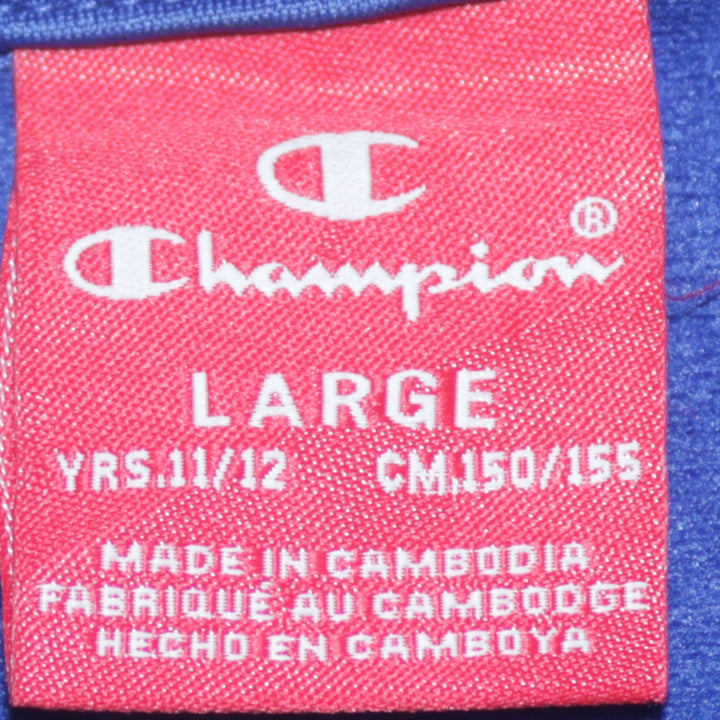 C
Champion®
LARGE
YRS.11/12 CM.150/155
MADE IN CAMBODIA
FABRIQUÉ AU CAMBODGE
HECHO EN CAMBOYA